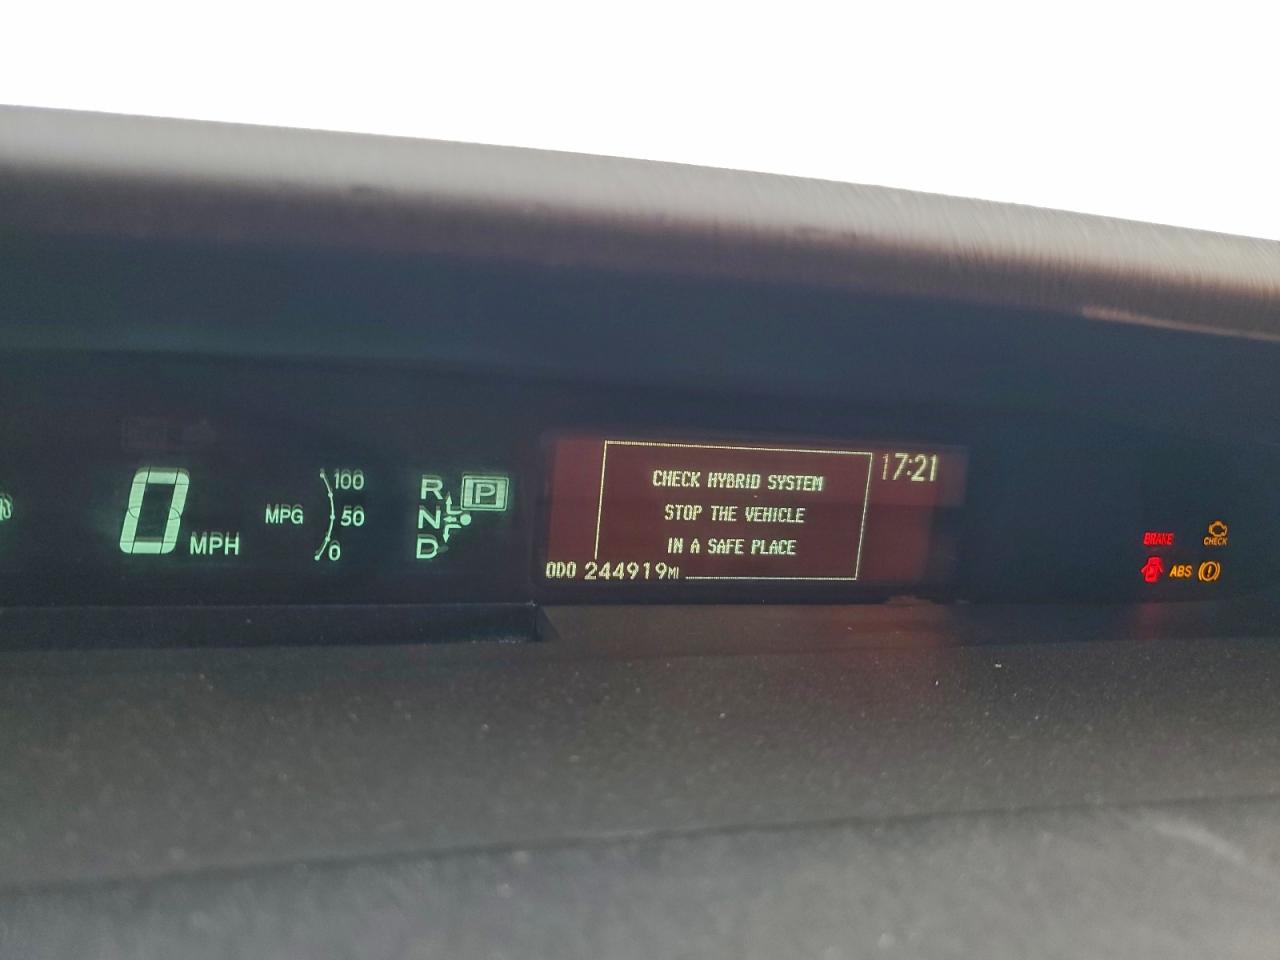 0 MPH
MPG
100
50
0
R
N
D
P
CHECK HYBRID SYSTEM
STOP THE VEHICLE
IN A SAFE PLACE
17:21
ODO 244919MI
BRAKE
CHECK
ABS